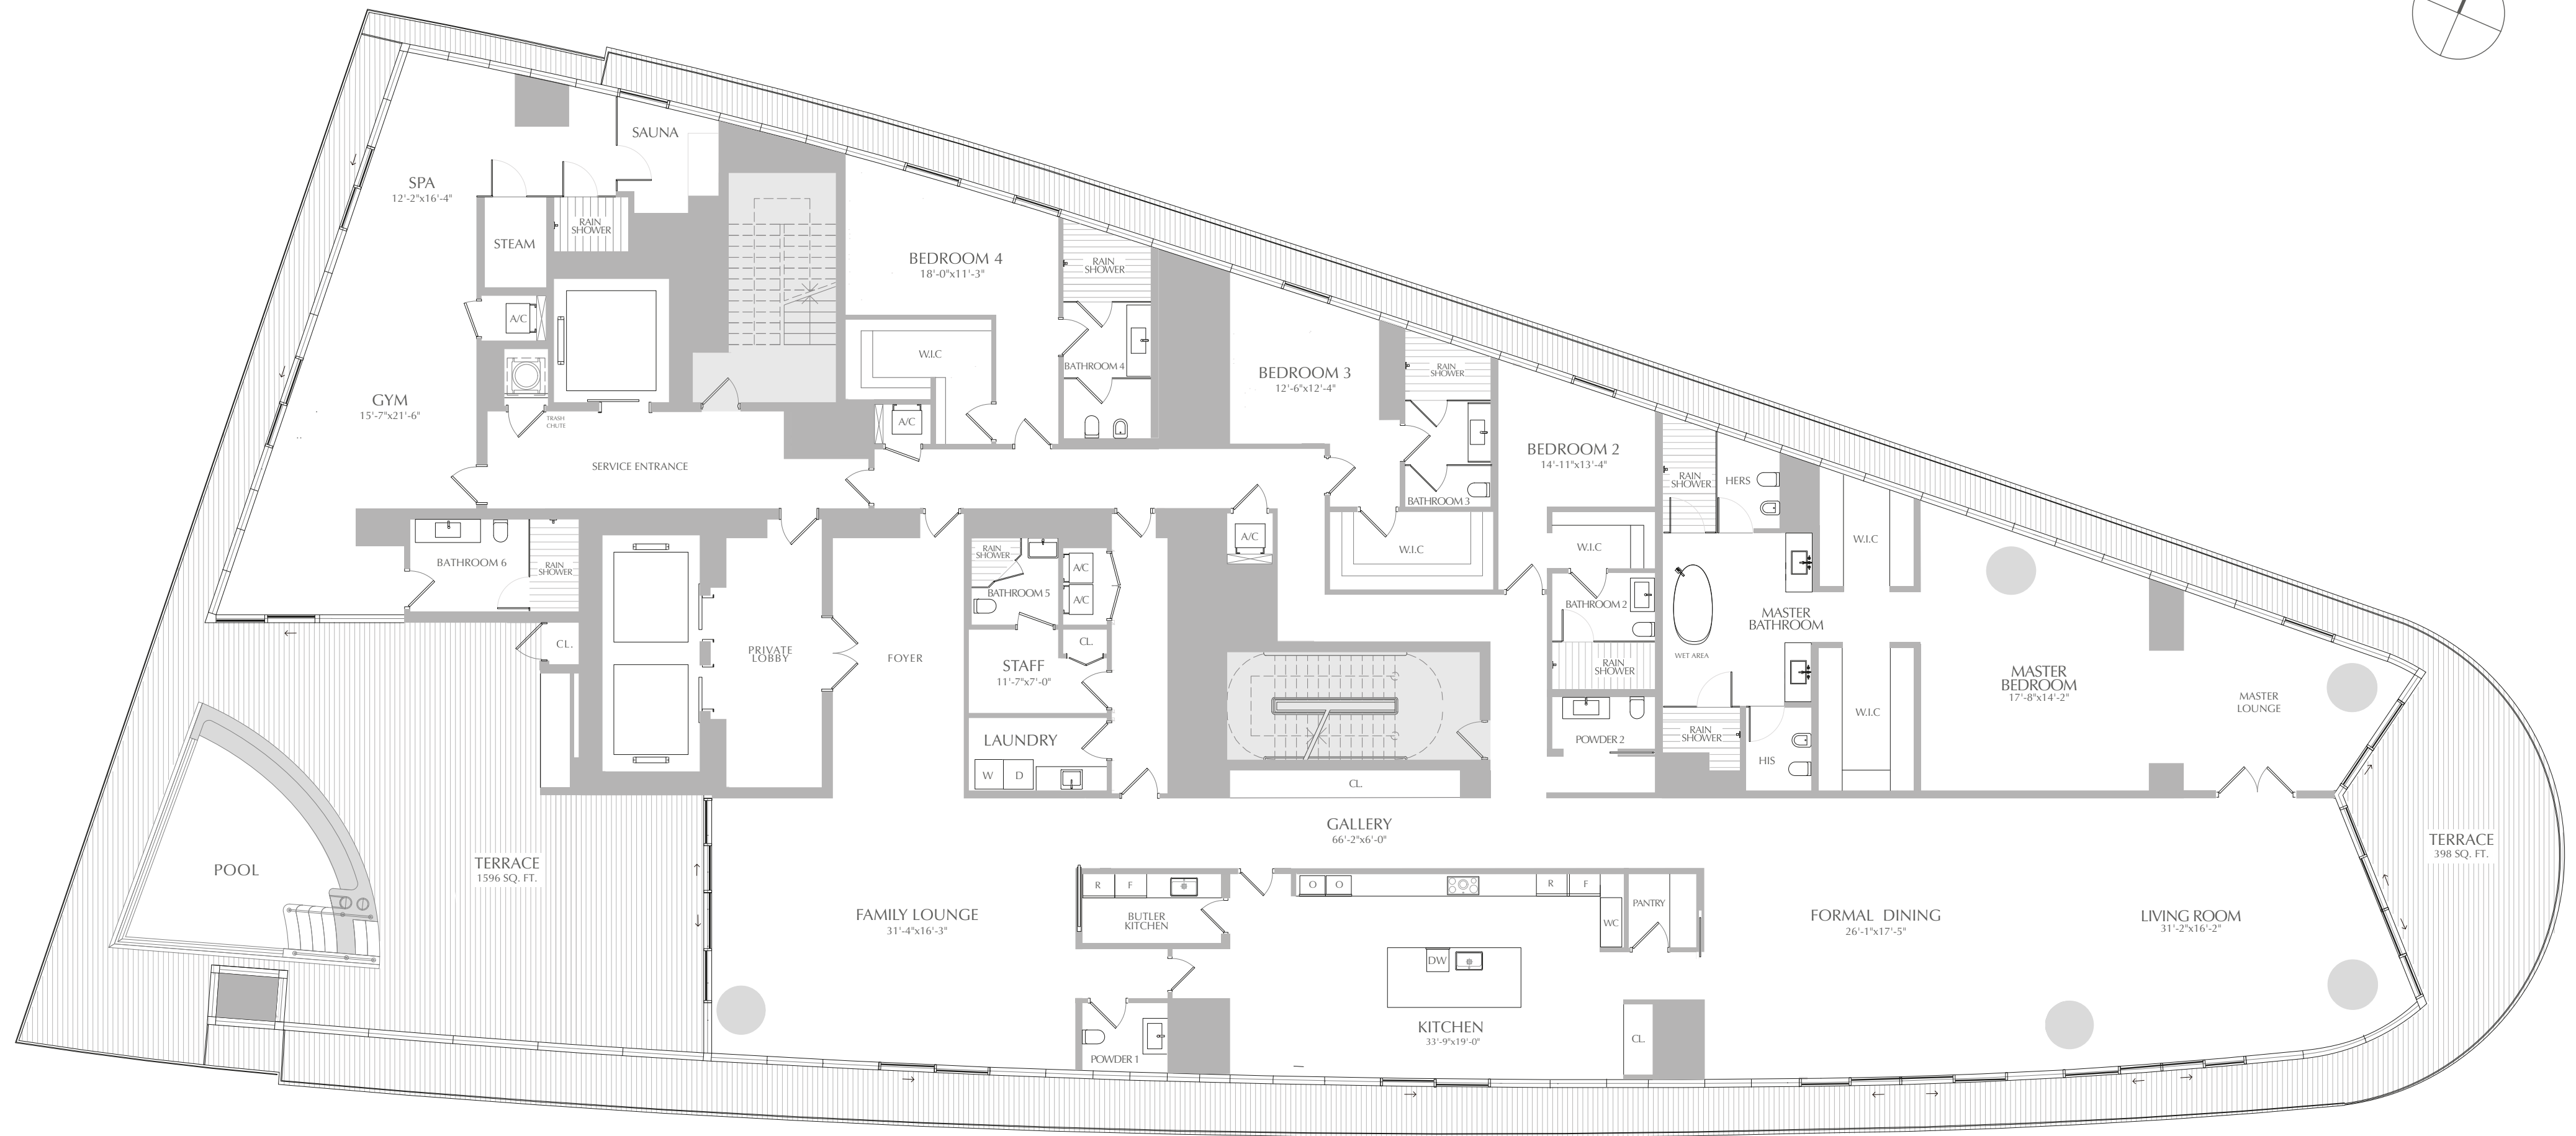 SAUNA
SPA
12'-2"x16'-4"
RAIN
SHOWER
STEAM
A/C
GYM
15'-7"x21'-6"
TRASH
CHUTE
SERVICE ENTRANCE
BEDROOM 4
18'-0"x11'-3"
RAIN
SHOWER
W.I.C
BATHROOM 4
A/C
BEDROOM 3
12'-6"x12'-4"
RAIN
SHOWER
BATHROOM 3
W.I.C
BEDROOM 2
14'-11"x13'-4"
W.I.C
BATHROOM 2
RAIN
SHOWER
POWDER 2
RAIN
SHOWER
HERS
W.I.C
MASTER
BATHROOM
WET AREA
RAIN
SHOWER
HIS
W.I.C
MASTER
BEDROOM
17'-8"x14'-2"
MASTER
LOUNGE
BATHROOM 6
RAIN
SHOWER
CL.
PRIVATE
LOBBY
FOYER
RAIN
SHOWER
BATHROOM 5
A/C
A/C
CL.
STAFF
11'-7"x7'-0"
LAUNDRY
W
D
A/C
CL.
GALLERY
66'-2"x6'-0"
POOL
TERRACE
1596 SQ. FT.
FAMILY LOUNGE
31'-4"x16'-3"
R
F
BUTLER
KITCHEN
POWDER 1
O
O
R
F
WC
PANTRY
DW
KITCHEN
33'-9"x19'-0"
CL.
FORMAL DINING
26'-1"x17'-5"
LIVING ROOM
31'-2"x16'-2"
TERRACE
398 SQ. FT.